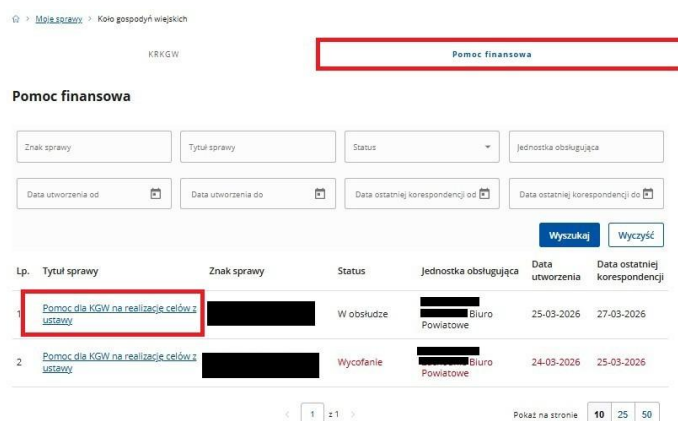 Moje sprawy > Koło gospodyń wiejskich
KRKGW Pomoc finansowa
Pomoc finansowa
Znak sprawy Tytuł sprawy Status Jednostka obsługująca
Data utworzenia od Data utworzenia do Data ostatniej korespondencji od Data ostatniej korespondencji do
Wyszukaj Wyczyść
Lp. Tytuł sprawy Znak sprawy Status Jednostka obsługująca Data utworzenia Data ostatniej korespondencji
1 Pomoc dla KGW na realizację celów z ustawy W obsłudze Biuro Powiatowe 25-03-2026 27-03-2026
2 Pomoc dla KGW na realizację celów z ustawy Wycofanie Biuro Powiatowe 24-03-2026 25-03-2026
< 1 z 1 > Pokaż na stronie 10 25 50